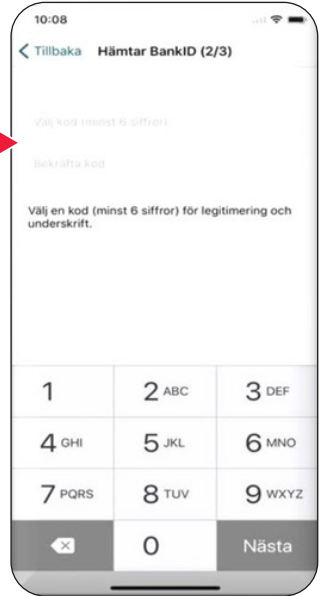 10:08
Tillbaka Hämtar BankID (2/3)
Välj kod (minst 6 siffror)
Bekräfta kod
Välj en kod (minst 6 siffror) för legitimering och
underskrift.
1 2 ABC 3 DEF
4 GHI 5 JKL 6 MNO
7 PQRS 8 TUV 9 WXYZ
0 Nästa